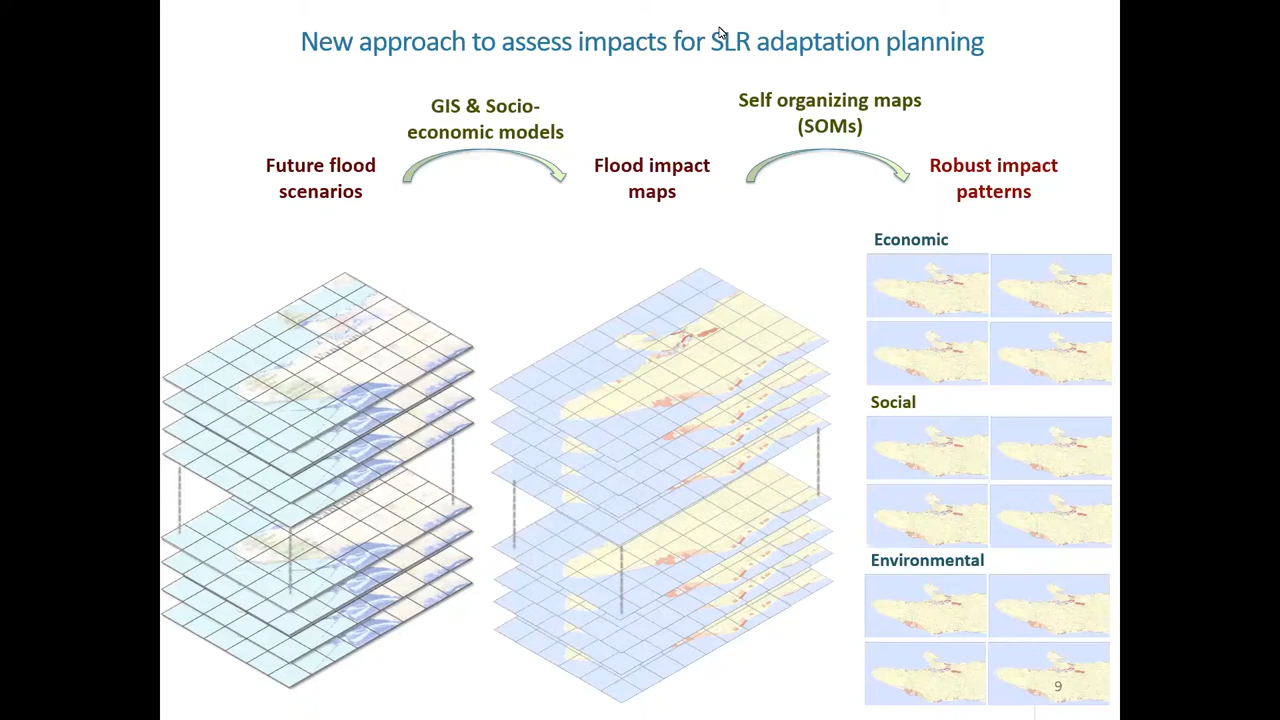 New approach to assess impacts for SLR adaptation planning
GIS & Socio-
economic models
Self organizing maps
(SOMs)
Future flood
scenarios
Flood impact
maps
Robust impact
patterns
Economic
Social
Environmental
9